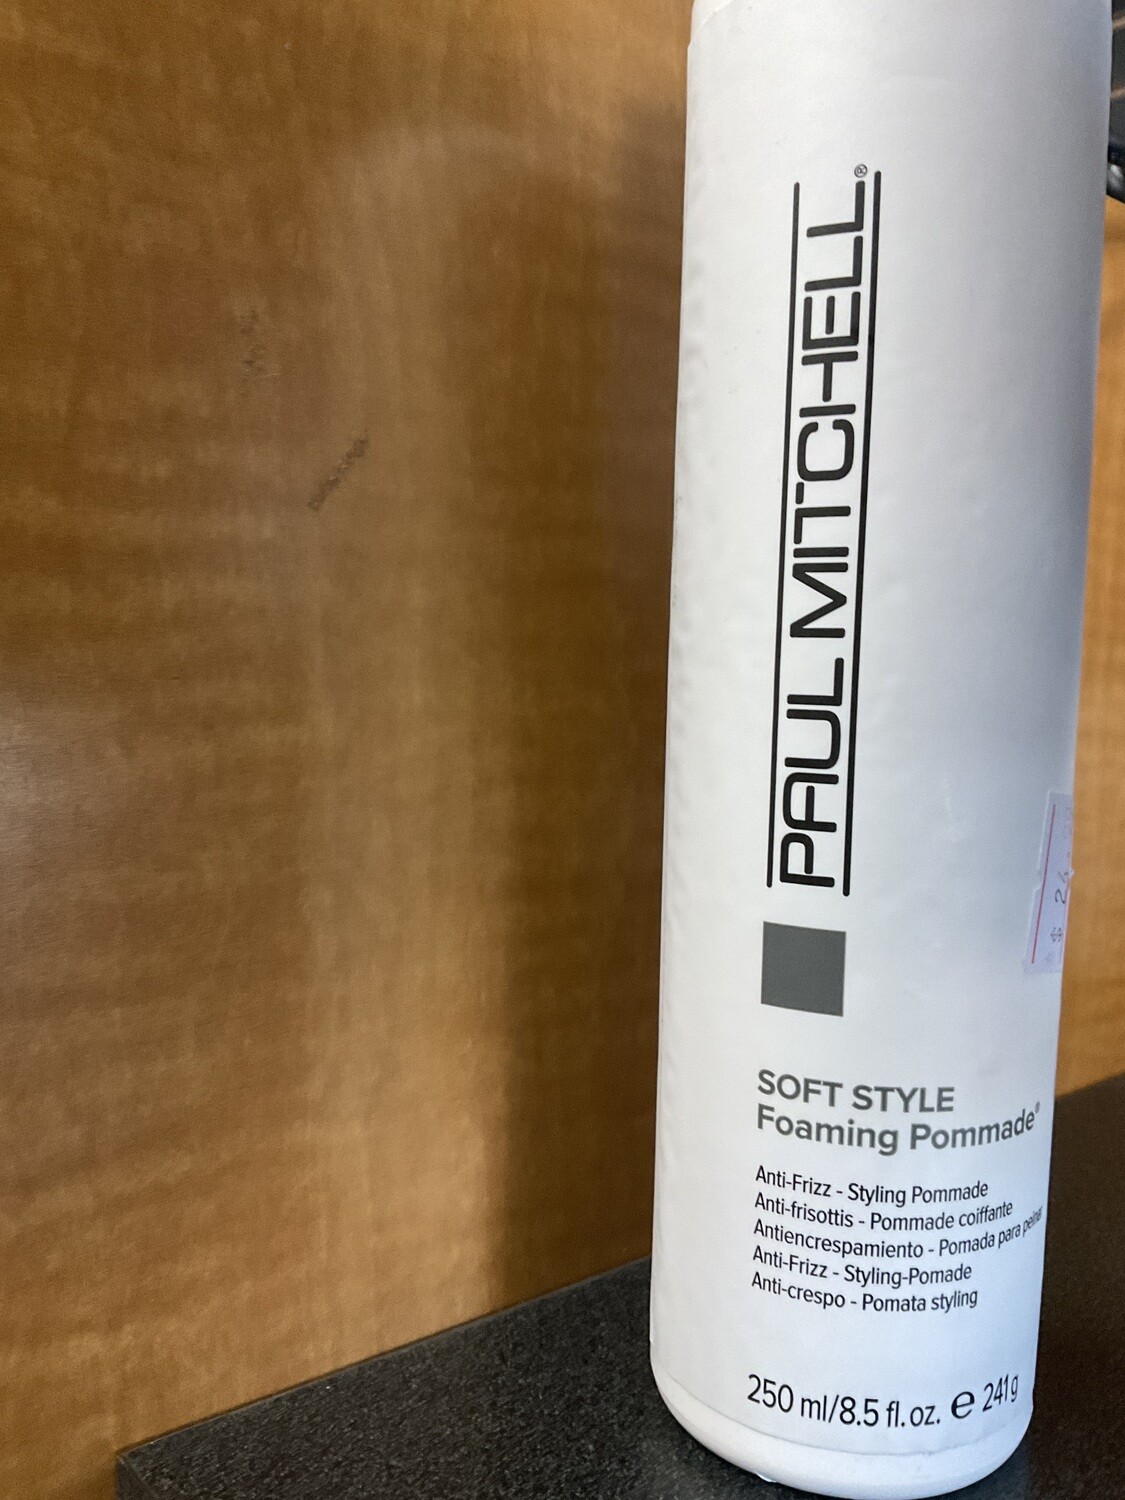 PAUL MITCHELL®
SOFT STYLE
Foaming Pommade®
Anti-Frizz - Styling Pommade
Anti-frisottis - Pommade coiffante
Antiencrespamiento - Pomada para peinar
Anti-Frizz - Styling-Pomade
Anti-crespo - Pomata styling
250 ml/8.5 fl. oz. e 241g